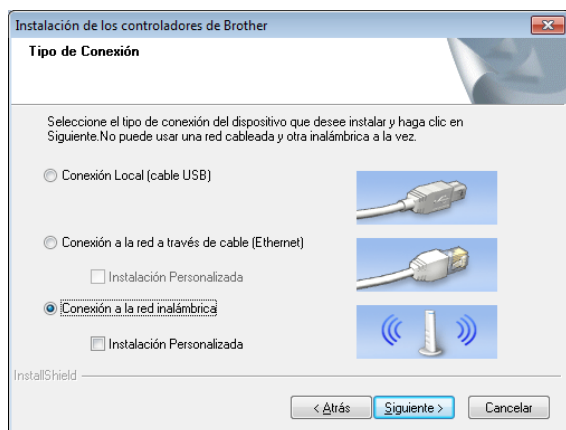 Instalación de los controladores de Brother
Tipo de Conexión
Seleccione el tipo de conexión del dispositivo que desee instalar y haga clic en
Siguiente.No puede usar una red cableada y otra inalámbrica a la vez.
Conexión Local (cable USB)
Conexión a la red a través de cable (Ethernet)
Instalación Personalizada
Conexión a la red inalámbrica
Instalación Personalizada
InstallShield
< Atrás Siguiente > Cancelar